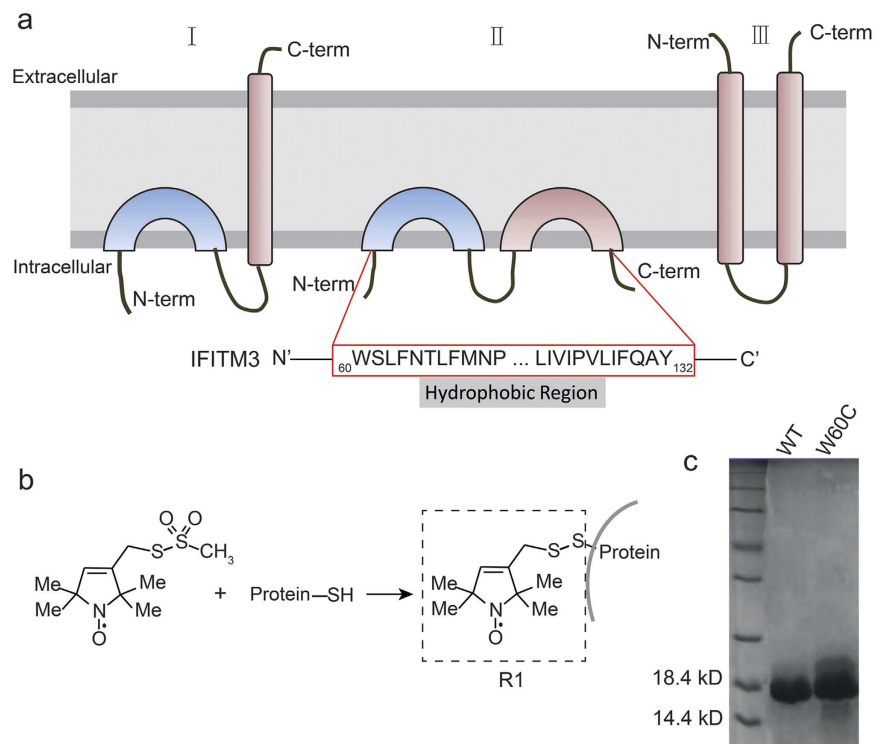 a
I
II
III
C-term
N-term
C-term
Extracellular
Intracellular
N-term
N-term
C-term
IFITM3 N' 60WSLFNTLFMNP ... LIVIPVLIFQAY132 C'
Hydrophobic Region
b
O O
S
S
CH3
Me
Me
Me
Me
N
O
+
Protein—SH
S
S
Protein
Me
Me
Me
Me
N
O
R1
c
WT
W60C
18.4 kD
14.4 kD